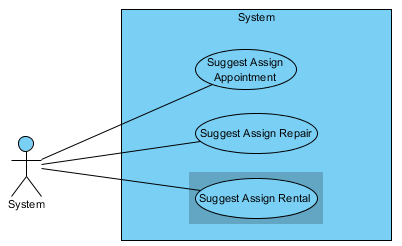 System
Suggest Assign
Appointment
Suggest Assign Repair
Suggest Assign Rental
System